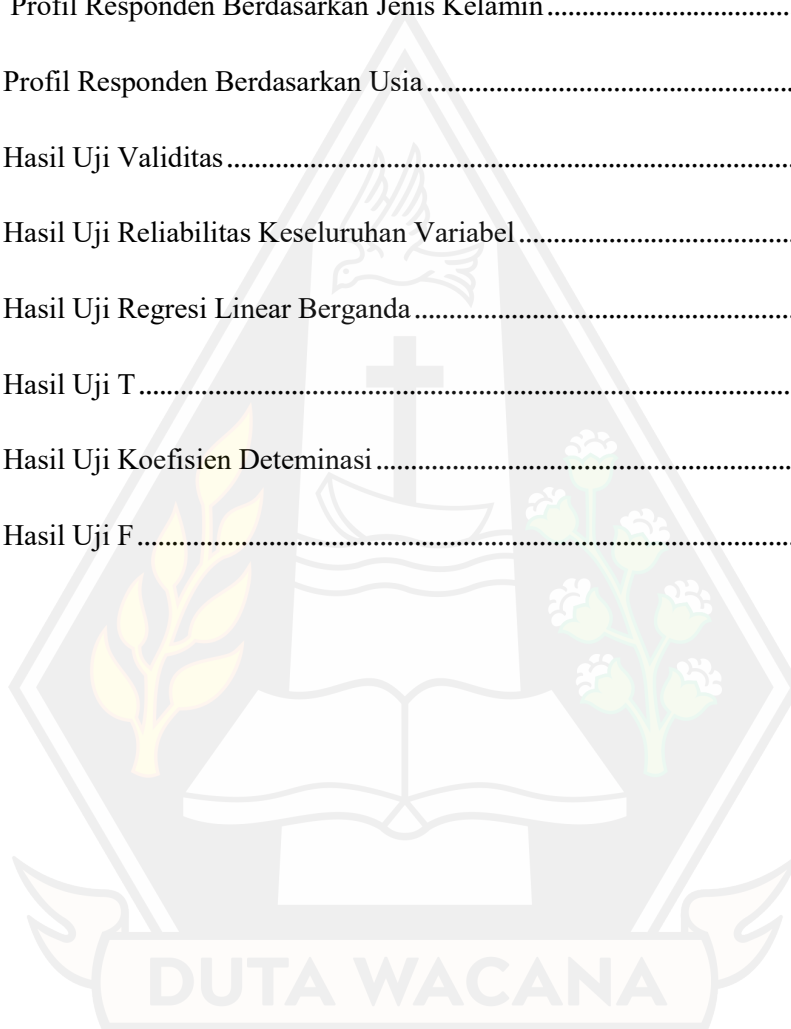 Profil Responden Berdasarkan Jenis Kelamin................................
Profil Responden Berdasarkan Usia................................................
Hasil Uji Validitas..........................................................................
Hasil Uji Reliabilitas Keseluruhan Variabel...................................
Hasil Uji Regresi Linear Berganda.................................................
Hasil Uji T.......................................................................................
Hasil Uji Koefisien Deteminasi.......................................................
Hasil Uji F.......................................................................................
DUTA WACANA